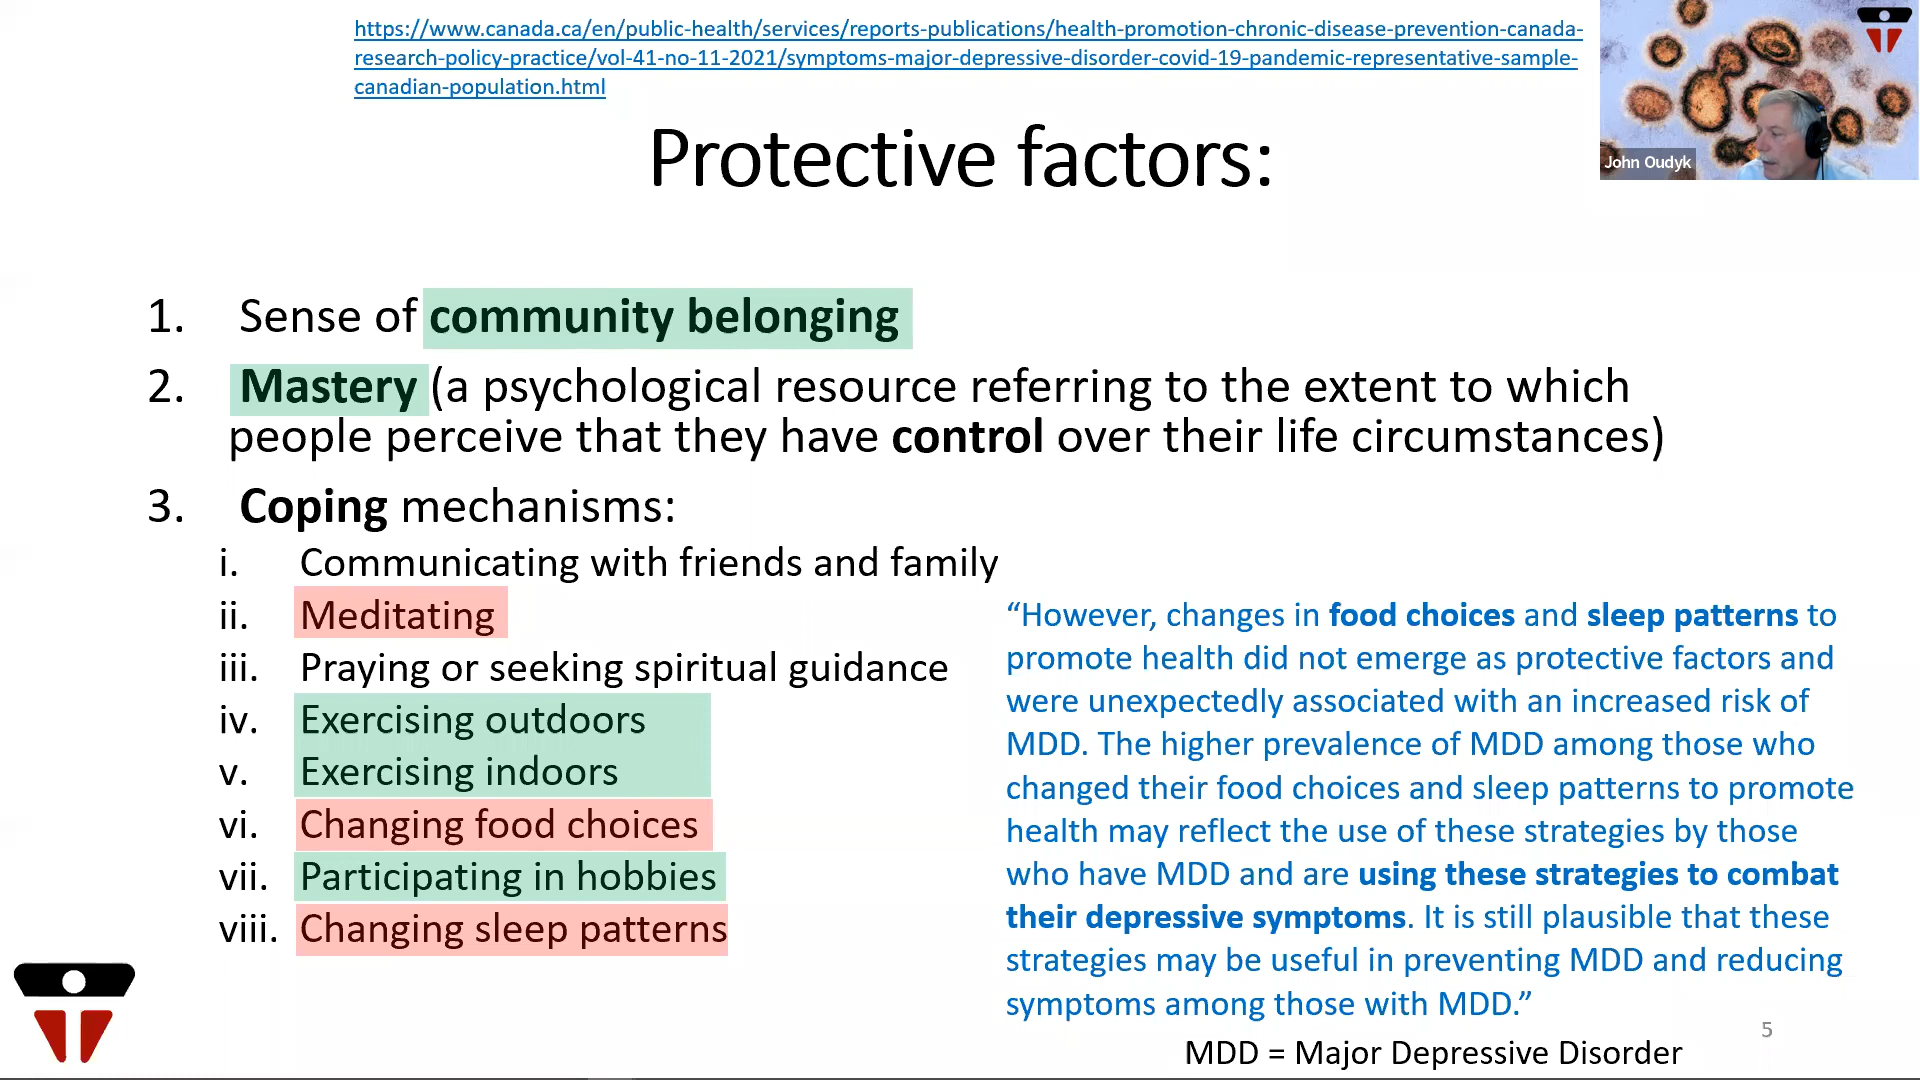 https://www.canada.ca/en/public-health/services/reports-publications/health-promotion-chronic-disease-prevention-canada-
research-policy-practice/vol-41-no-11-2021/symptoms-major-depressive-disorder-covid-19-pandemic-representative-sample-
canadian-population.html
John Oudyk
Protective factors:
1. Sense of community belonging
2. Mastery (a psychological resource referring to the extent to which
people perceive that they have control over their life circumstances)
3. Coping mechanisms:
i. Communicating with friends and family
ii. Meditating
iii. Praying or seeking spiritual guidance
iv. Exercising outdoors
v. Exercising indoors
vi. Changing food choices
vii. Participating in hobbies
viii. Changing sleep patterns
“However, changes in food choices and sleep patterns to
promote health did not emerge as protective factors and
were unexpectedly associated with an increased risk of
MDD. The higher prevalence of MDD among those who
changed their food choices and sleep patterns to promote
health may reflect the use of these strategies by those
who have MDD and are using these strategies to combat
their depressive symptoms. It is still plausible that these
strategies may be useful in preventing MDD and reducing
symptoms among those with MDD.”
5
MDD = Major Depressive Disorder